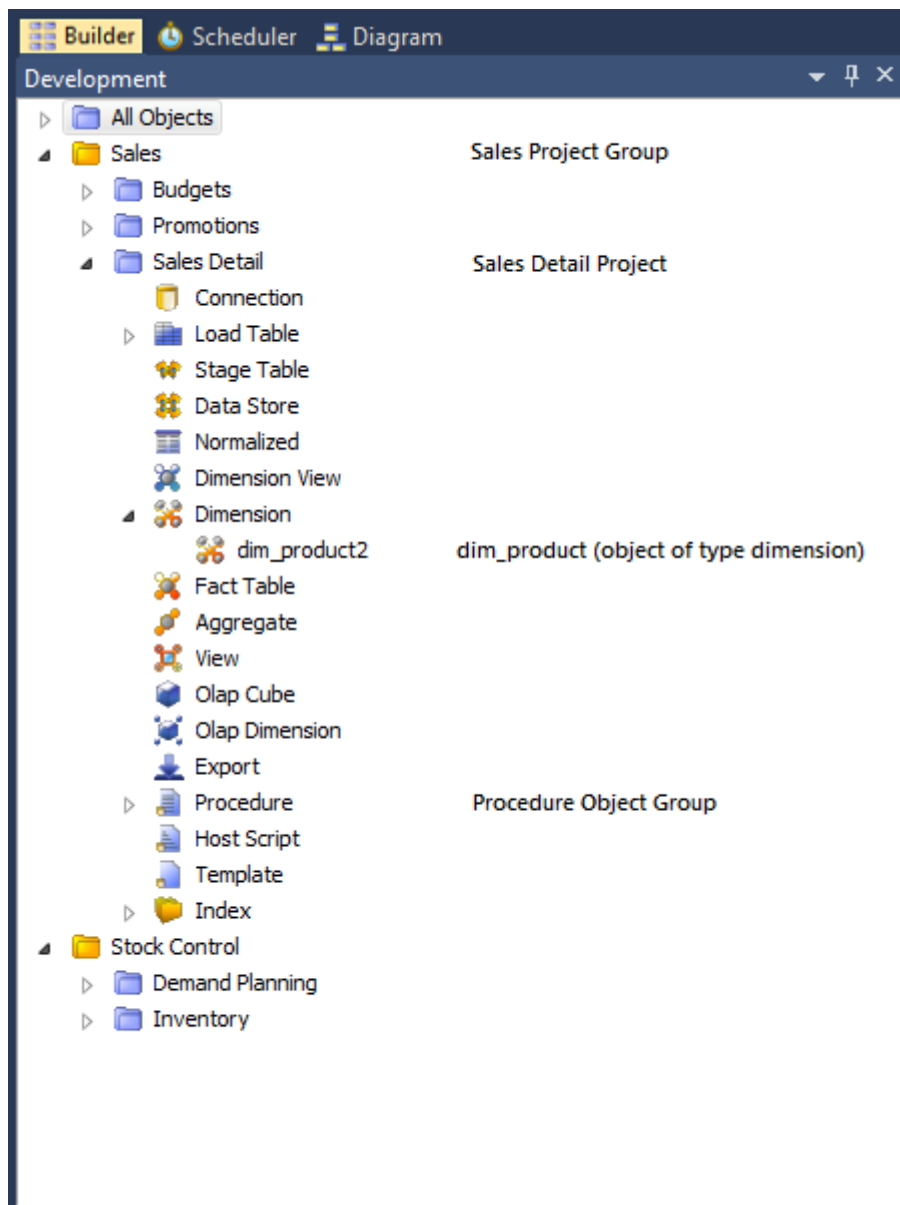 Builder Scheduler Diagram
Development
All Objects
Sales Sales Project Group
Budgets
Promotions
Sales Detail Sales Detail Project
Connection
Load Table
Stage Table
Data Store
Normalized
Dimension View
Dimension
dim_product2 dim_product (object of type dimension)
Fact Table
Aggregate
View
Olap Cube
Olap Dimension
Export
Procedure Procedure Object Group
Host Script
Template
Index
Stock Control
Demand Planning
Inventory